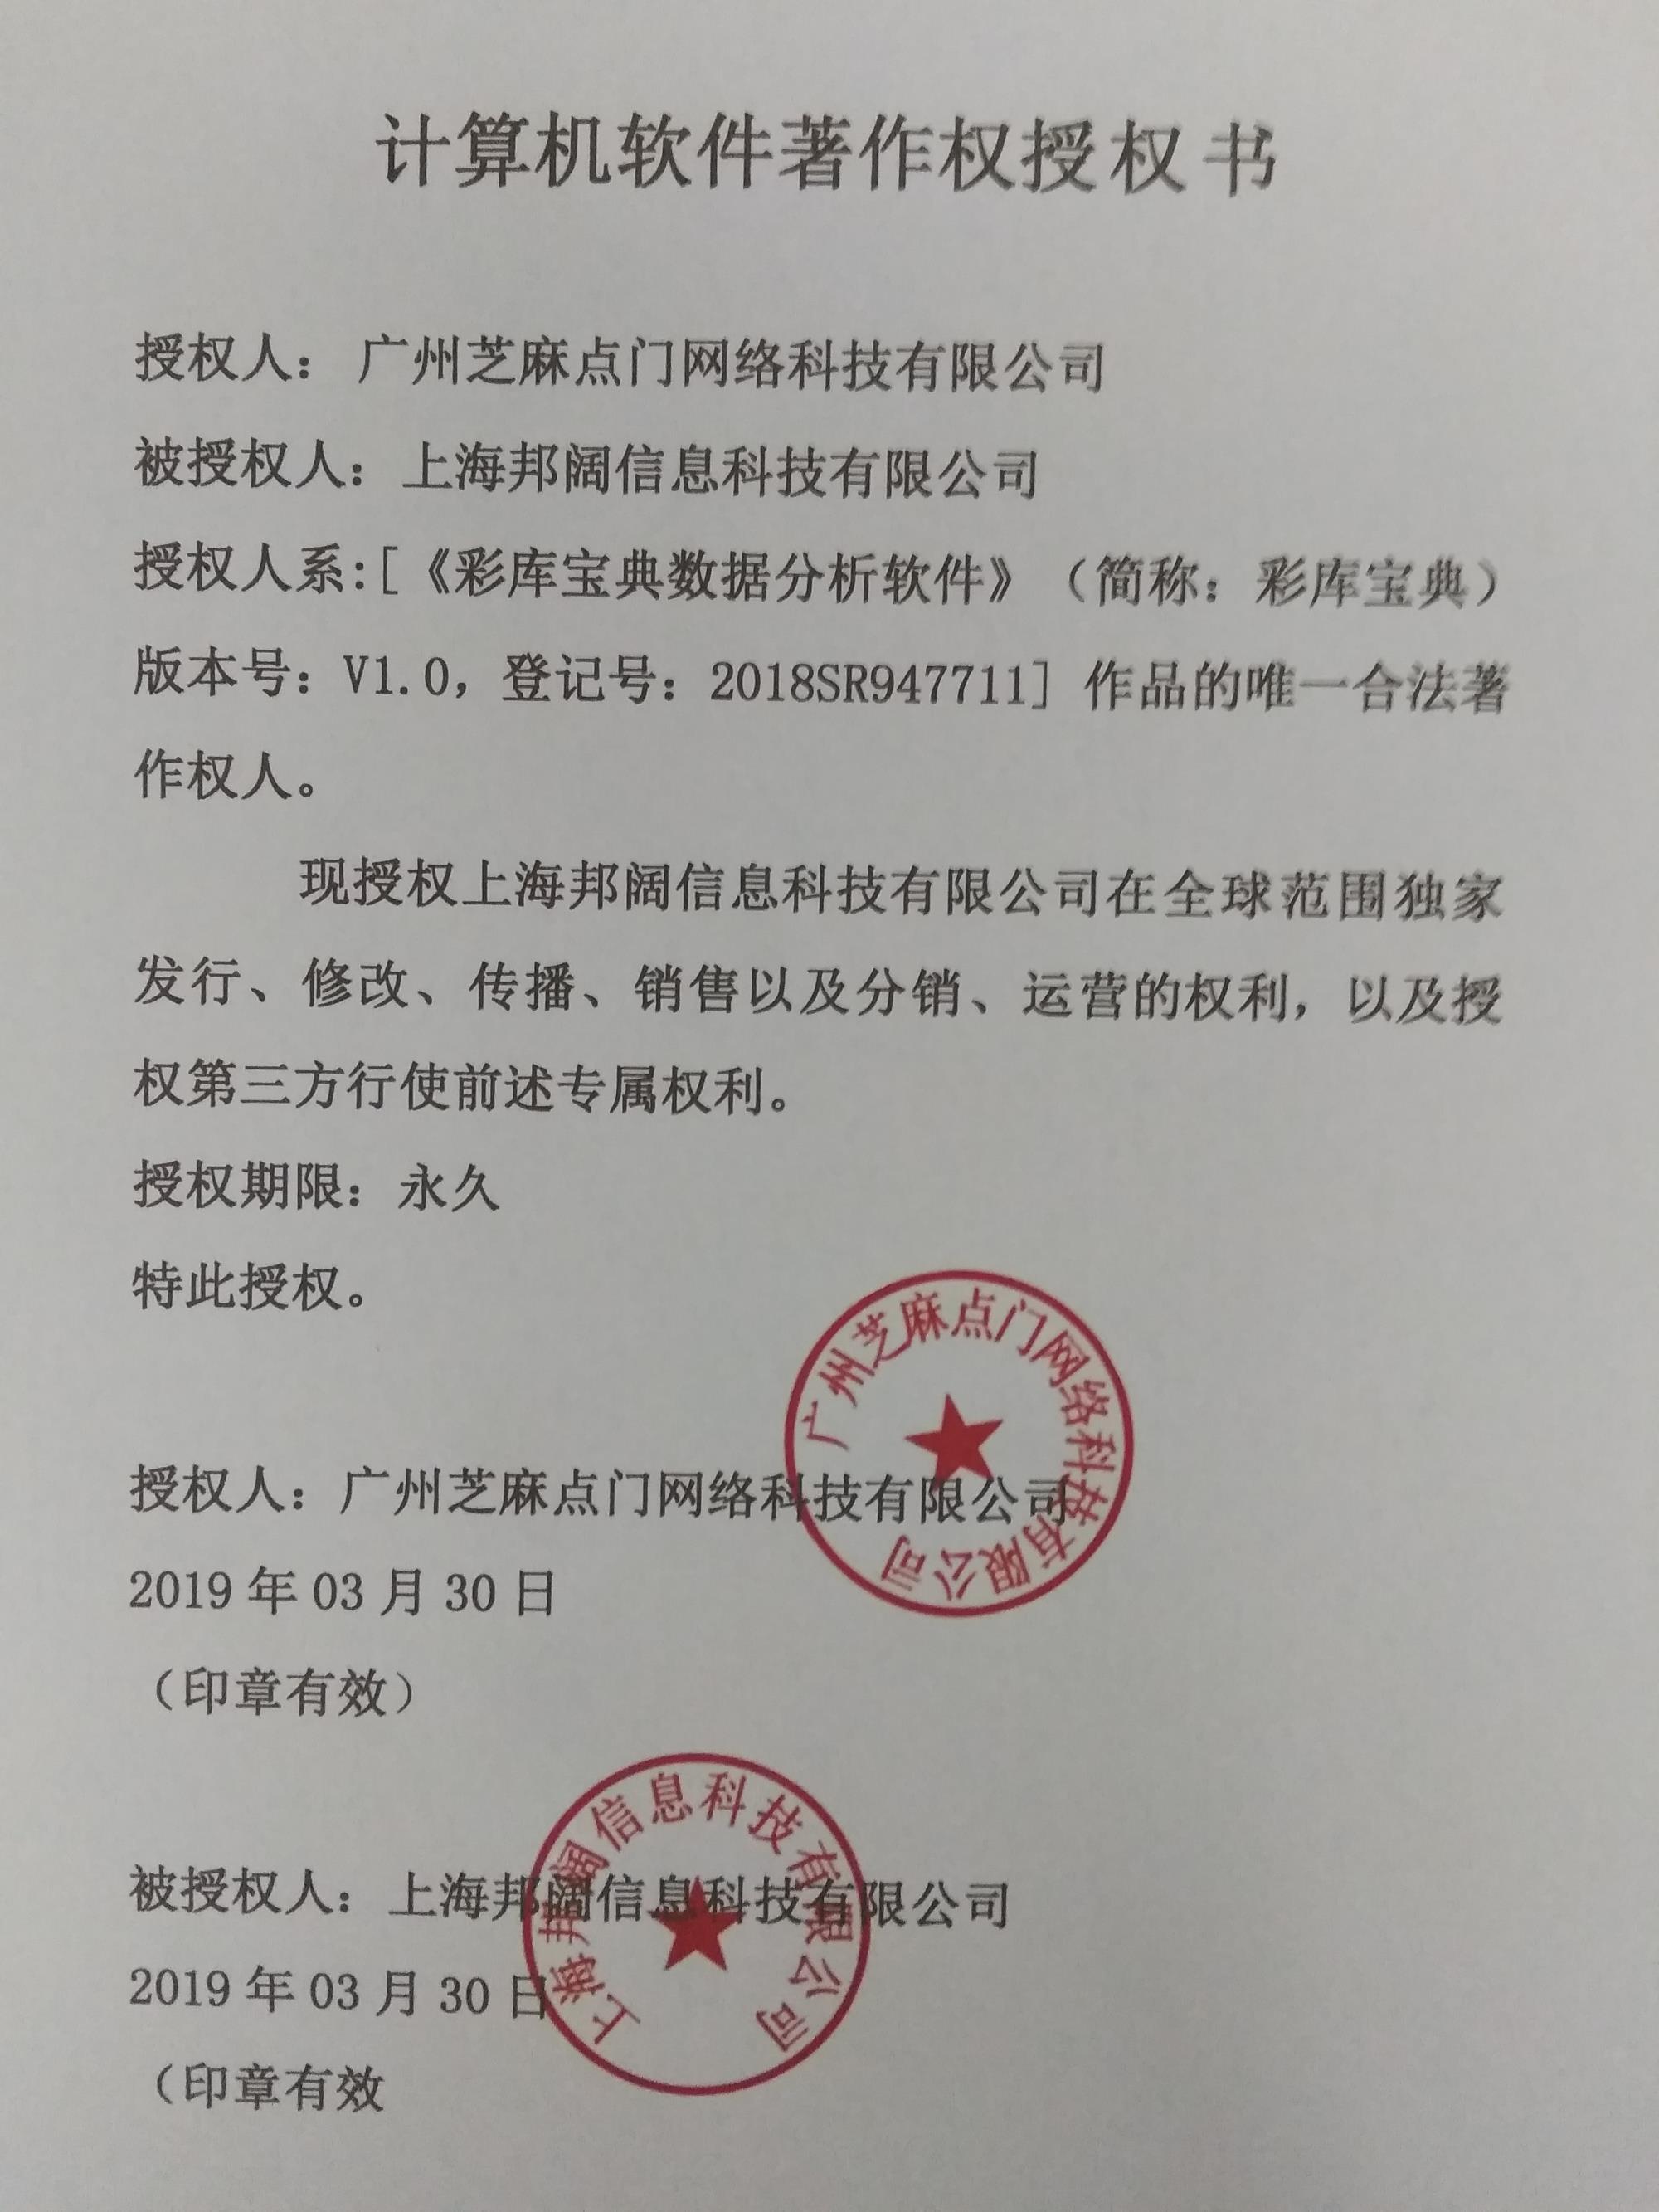 计算机软件著作权授权书
授权人： 广州芝麻点门网络科技有限公司
被授权人：上海邦阔信息科技有限公司
授权人系:[《彩库宝典数据分析软件》（简称：彩库宝典）
版本号：V1.0，登记号：2018SR947711] 作品的唯一合法著
作权人。
现授权上海邦阔信息科技有限公司在全球范围独家
发行、修改、传播、销售以及分销、运营的权利，以及授
权第三方行使前述专属权利。
授权期限：永久
特此授权。
广州芝麻点门网络科技有限公司
授权人：广州芝麻点门网络科技有限公司
2019 年 03 月 30 日
（印章有效）
上海邦阔信息科技有限公司
被授权人：上海邦阔信息科技有限公司
2019 年 03 月 30 日
（印章有效